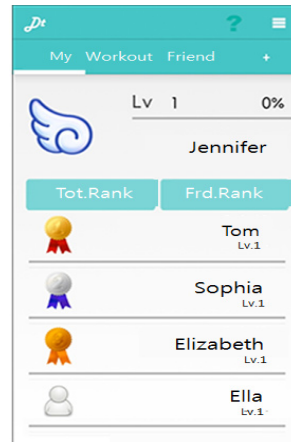 Dt ?
My Workout Friend +
Lv 1 0%
Jennifer
Tot.Rank Frd.Rank
Tom
Lv.1
Sophia
Lv.1
Elizabeth
Lv.1
Ella
Lv.1